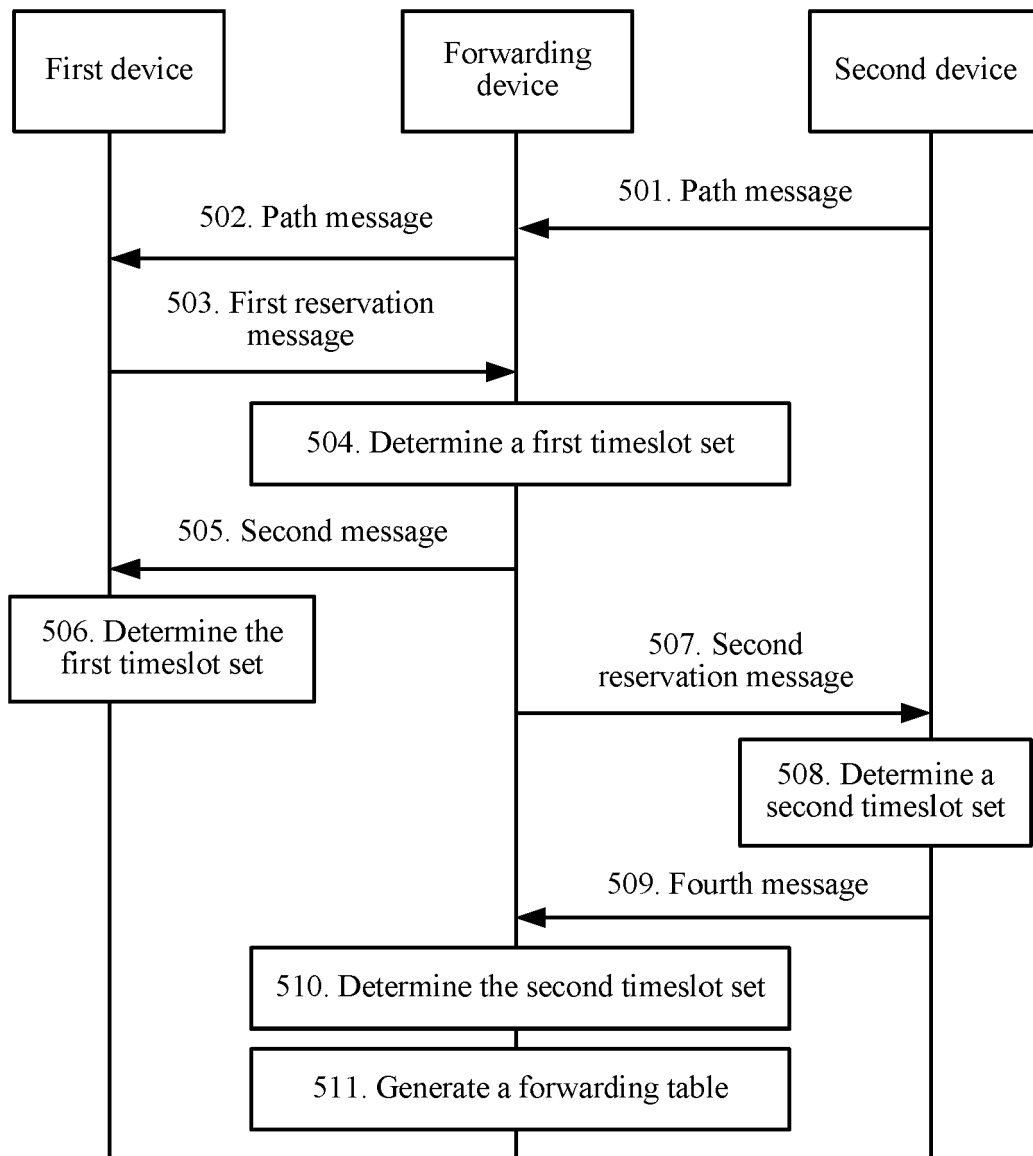 First device
Forwarding
device
Second device
501. Path message
502. Path message
503. First reservation
message
504. Determine a first timeslot set
505. Second message
506. Determine the
first timeslot set
507. Second
reservation message
508. Determine a
second timeslot set
509. Fourth message
510. Determine the second timeslot set
511. Generate a forwarding table